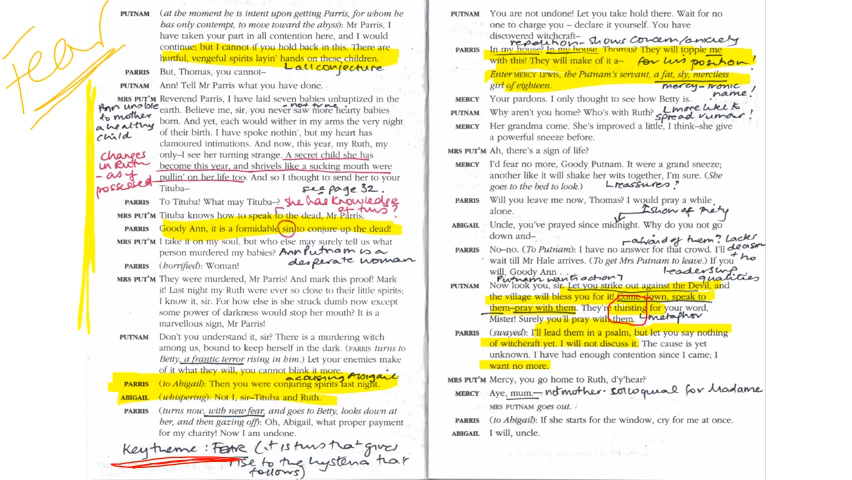 Fear
PUTNAM (at the moment he is intent upon getting Parris, for whom he
has only contempt, to move toward the abyss): Mr Parris, I
have taken your part in all contention here, and I would
continue; but I cannot if you hold back in this. There are
hurtful, vengeful spirits layin' hands on these children.
all conjecture
PARRIS But, Thomas, you cannot–
PUTNAM Ann! Tell Mr Parris what you have done.
MRS PUT'M Reverend Parris, I have laid seven babies unbaptized in the
not true
earth. Believe me, sir, you never saw more hearty babies
born. And yet, each would wither in my arms the very
night of their birth. I have spoke nothin', but my heart has
clamoured intimations. And now, this year, my Ruth, my
only–I see her turning strange. A secret child she has
become this year, and shrivels like a sucking mouth were
pullin' on her life too. And so I thought to send her to your
Tituba–
Ann unable
to mother
a healthy
child
changes
in Ruth
- as if
possessed
see page 32.
PARRIS To Tituba! What may Tituba–?
she has knowledge
of this?
MRS PUT'M Tituba knows how to speak to the dead, Mr Parris.
PARRIS Goody Ann, it is a formidable sin to conjure up the dead!
MRS PUT'M I take it on my soul, but who else may surely tell us what
person murdered my babies?
Ann Putnam is a
desperate woman
PARRIS (horrified): Woman!
MRS PUT'M They were murdered, Mr Parris! And mark this proof! Mark
it! Last night my Ruth were ever so close to their little spirits;
I know it, sir. For how else is she struck dumb now except
some power of darkness would stop her mouth? It is a
marvellous sign, Mr Parris!
PUTNAM Don't you understand it, sir? There is a murdering witch
among us, bound to keep herself in the dark. (PARRIS turns to
Betty, a frantic terror rising in him.) Let your enemies make
of it what they will, you cannot blink it more.
accusing Abigail
PARRIS (to Abigail): Then you were conjuring spirits last night.
ABIGAIL (whispering): Not I, sir–Tituba and Ruth.
PARRIS (turns now, with new fear, and goes to Betty, looks down at
her, and then gazing off): Oh, Abigail, what proper payment
for my charity! Now I am undone.
Key theme: FEAR (it is this that gives
rise to the hysteria that
follows)
PUTNAM You are not undone! Let you take hold here. Wait for no
one to charge you – declare it yourself. You have
discovered witchcraft–
repetition - shows concern/anxiety
PARRIS In my house? In my house, Thomas? They will topple me
with this! They will make of it a–
for his position!
Enter MERCY LEWIS, the Putnam's servant, a fat, sly, merciless
girl of eighteen.
mercy - ironic
name!
MERCY Your pardons. I only thought to see how Betty is.
PUTNAM Why aren't you home? Who's with Ruth?
more like to
spread rumour!
MERCY Her grandma come. She's improved a little, I think–she give
a powerful sneeze before.
MRS PUT'M Ah, there's a sign of life!
MERCY I'd fear no more, Goody Putnam. It were a grand sneeze;
another like it will shake her wits together, I'm sure. (She
goes to the bed to look.)
reassures?
PARRIS Will you leave me now, Thomas? I would pray a while
alone.
show of piety
ABIGAIL Uncle, you've prayed since midnight. Why do you not go
down and–
afraid of them? lacks
PARRIS No–no. (To Putnam): I have no answer for that crowd. I'll
wait till Mr Hale arrives. (To get Mrs Putnam to leave.) If you
will, Goody Ann
+ no
leadership
qualities
Putnam wants action?
PUTNAM Now look you, sir. Let you strike out against the Devil, and
the village will bless you for it! Come down, speak to
them–pray with them. They're thirsting for your word,
Mister! Surely you'll pray with them.
metaphor
PARRIS (swayed): I'll lead them in a psalm, but let you say nothing
of witchcraft yet. I will not discuss it. The cause is yet
unknown. I have had enough contention since I came; I
want no more.
MRS PUT'M Mercy, you go home to Ruth, d'y'hear?
MERCY Aye, mum.
not mother - colloquial for Madame
MRS PUTNAM goes out.
PARRIS (to Abigail): If she starts for the window, cry for me at once.
ABIGAIL I will, uncle.